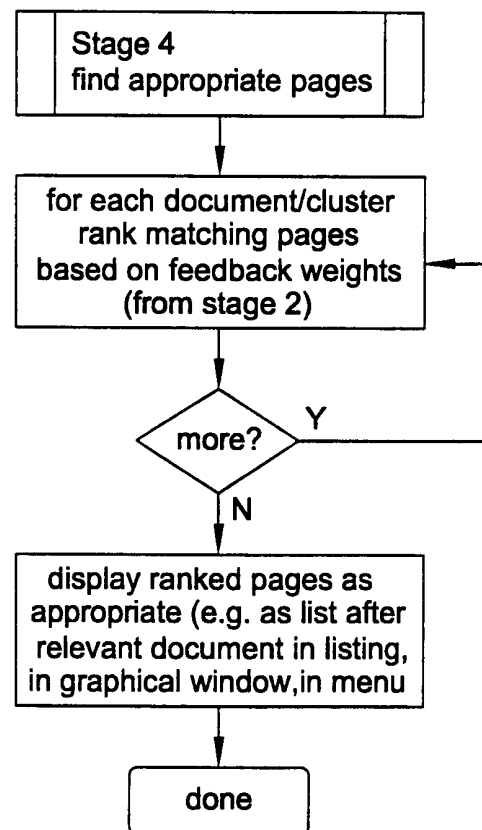 Stage 4
find appropriate pages
for each document/cluster
rank matching pages
based on feedback weights
(from stage 2)
more?
Y
N
display ranked pages as
appropriate (e.g. as list after
relevant document in listing,
in graphical window,in menu
done